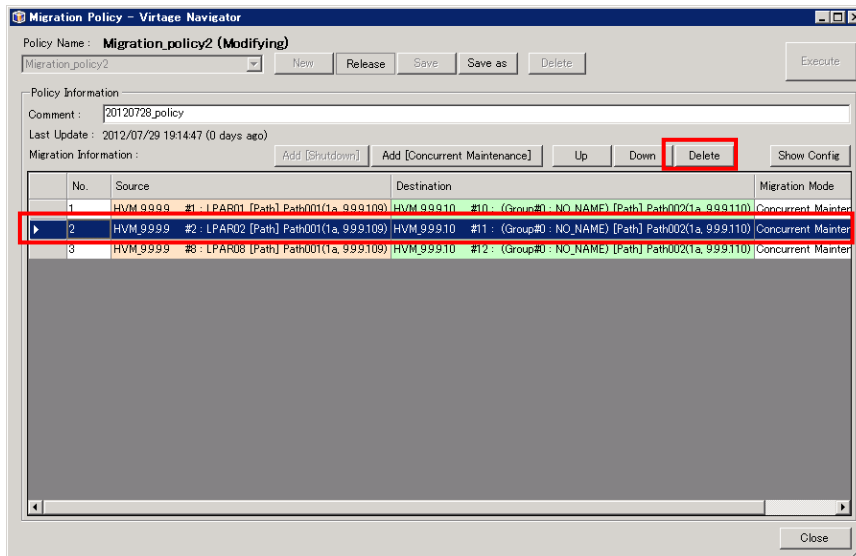 Migration Policy - Virtage Navigator
Policy Name : Migration_policy2 (Modifying)
Migration_policy2 New Release Save Save as Delete Execute
Policy Information
Comment : 20120728_policy
Last Update : 2012/07/29 19:14:47 (0 days ago)
Migration Information : Add [Shutdown] Add [Concurrent Maintenance] Up Down Delete Show Config
No. Source Destination Migration Mode
1 HVM_9.9.9.9 #1 : LPAR01 [Path] Path001(1a, 9.9.9.109) HVM_9.9.9.10 #10 : (Group#0 : NO_NAME) [Path] Path002(1a, 9.9.9.110) Concurrent Mainter
2 HVM_9.9.9.9 #2 : LPAR02 [Path] Path001(1a, 9.9.9.109) HVM_9.9.9.10 #11 : (Group#0 : NO_NAME) [Path] Path002(1a, 9.9.9.110) Concurrent Mainter
3 HVM_9.9.9.9 #8 : LPAR08 [Path] Path001(1a, 9.9.9.109) HVM_9.9.9.10 #12 : (Group#0 : NO_NAME) [Path] Path002(1a, 9.9.9.110) Concurrent Mainter
Close